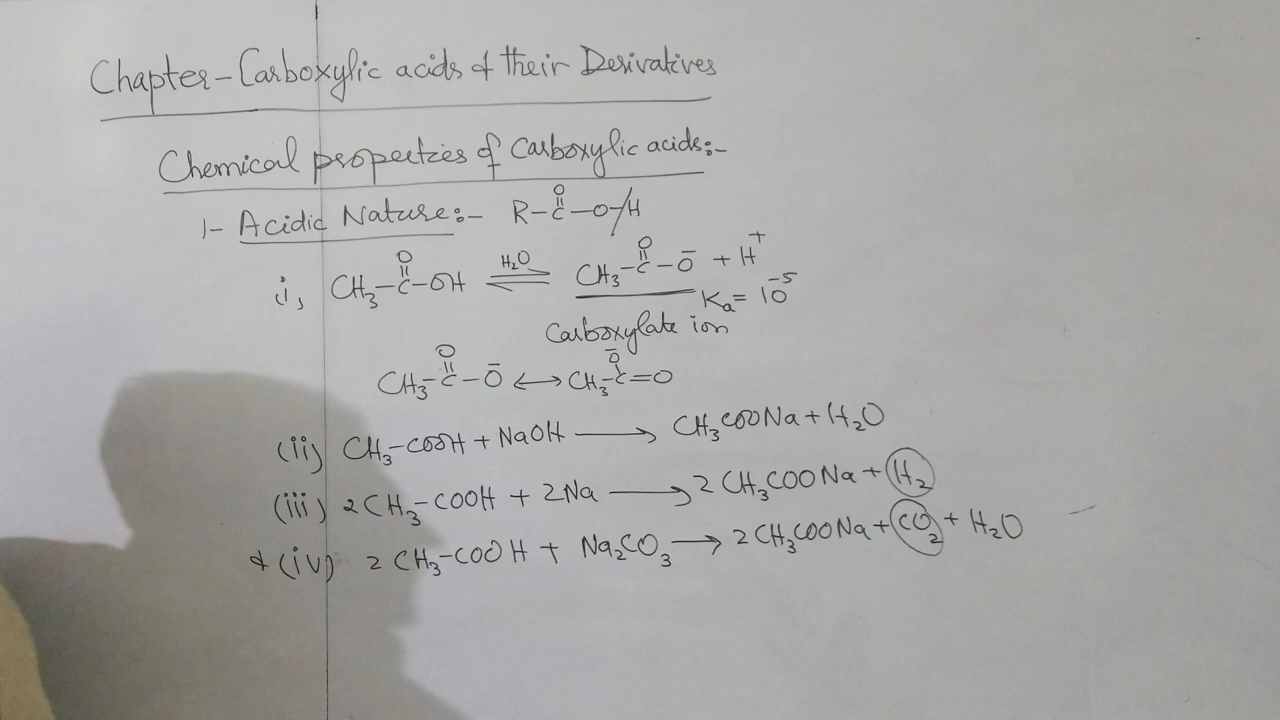 Chapter-Carboxylic acids & their Derivatives
Chemical properties of Carboxylic acids:-
1- Acidic Nature:- R-C(=O)-O-/H
i, CH₃-C(=O)-OH ⇌ (H₂O) CH₃-C(=O)-O⁻ + H⁺
Ka = 10⁻⁵
Carboxylate ion
CH₃-C(=O)-O⁻ ⟷ CH₃-C(-O⁻)=O
(ii) CH₃-COOH + NaOH ⟶ CH₃COONa + H₂O
(iii) 2CH₃-COOH + 2Na ⟶ 2CH₃COONa + H₂
& (iv) 2CH₃-COOH + Na₂CO₃ ⟶ 2CH₃COONa + CO₂ + H₂O